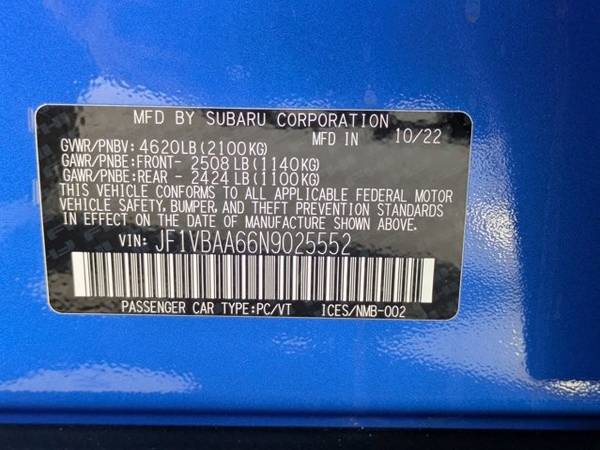 MFD BY SUBARU CORPORATION
MFD IN 10/22
GVWR/PNBV: 4620LB (2100KG)
GAWR/PNBE:FRONT- 2508 LB (1140KG)
GAWR/PNBE:REAR - 2424 LB (1100KG)
THIS VEHICLE CONFORMS TO ALL APPLICABLE FEDERAL MOTOR
VEHICLE SAFETY, BUMPER, AND THEFT PREVENTION STANDARDS
IN EFFECT ON THE DATE OF MANUFACTURE SHOWN ABOVE.
VIN: JF1VBAA66N9025552
PASSENGER CAR TYPE:PC/VT ICES/NMB-002